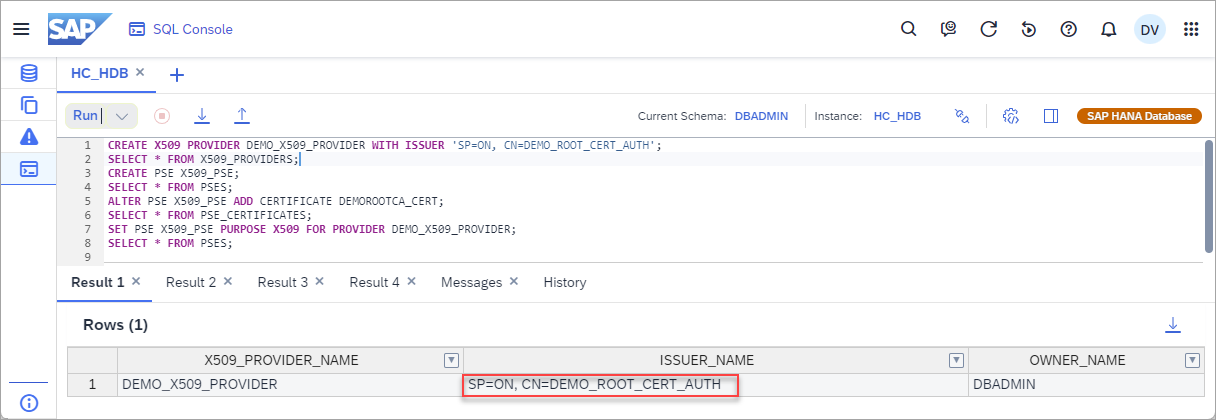 SAP SQL Console DV
HC_HDB
Run Current Schema: DBADMIN Instance: HC_HDB SAP HANA Database
1 CREATE X509 PROVIDER DEMO_X509_PROVIDER WITH ISSUER 'SP=ON, CN=DEMO_ROOT_CERT_AUTH';
2 SELECT * FROM X509_PROVIDERS;
3 CREATE PSE X509_PSE;
4 SELECT * FROM PSES;
5 ALTER PSE X509_PSE ADD CERTIFICATE DEMOROOTCA_CERT;
6 SELECT * FROM PSE_CERTIFICATES;
7 SET PSE X509_PSE PURPOSE X509 FOR PROVIDER DEMO_X509_PROVIDER;
8 SELECT * FROM PSES;
9
Result 1 Result 2 Result 3 Result 4 Messages History
Rows (1)
X509_PROVIDER_NAME ISSUER_NAME OWNER_NAME
1 DEMO_X509_PROVIDER SP=ON, CN=DEMO_ROOT_CERT_AUTH DBADMIN